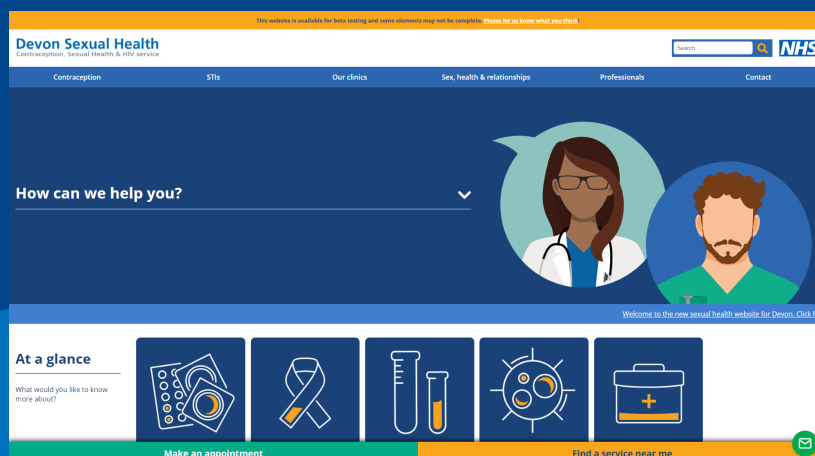 This website is available for beta testing and some elements may not be complete. Please let us know what you think!
Devon Sexual Health
Contraception, Sexual Health & HIV service
Search ...
NHS
Contraception
STIs
Our clinics
Sex, health & relationships
Professionals
Contact
How can we help you?
Welcome to the new sexual health website for Devon. Click
At a glance
What would you like to know
more about?
Make an appointment
Find a service near me